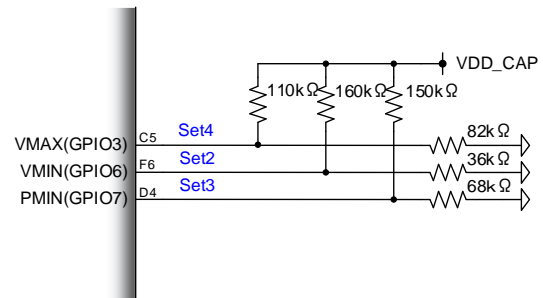 VDD_CAP
110kΩ 160kΩ 150kΩ
VMAX(GPIO3) C5 Set4 82kΩ
VMIN(GPIO6) F6 Set2 36kΩ
PMIN(GPIO7) D4 Set3 68kΩ